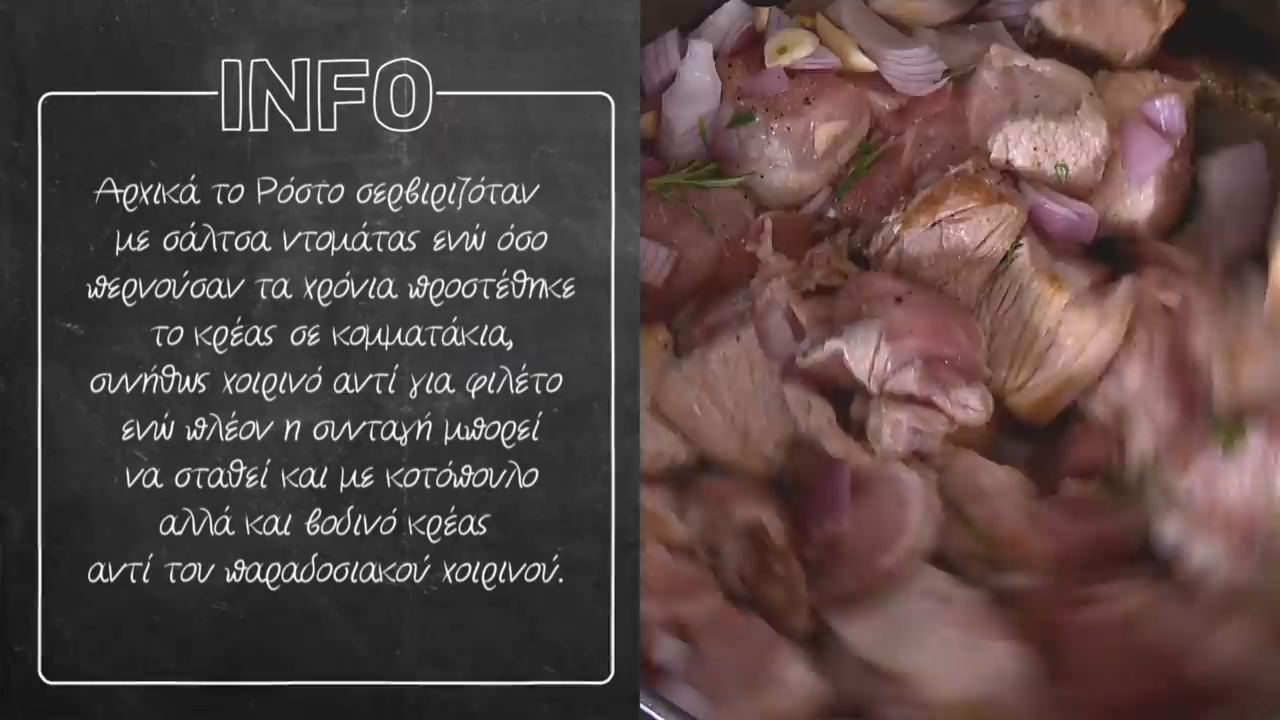 INFO
Αρχικά το Ρόστο σερβιριζόταν
με σάλτσα ντομάτας ενώ όσο
περνούσαν τα χρόνια προστέθηκε
το κρέας σε κομματάκια,
συνήθως χοιρινό αντί για φιλέτο
ενώ πλέον η συνταγή μπορεί
να σταθεί και με κοτόπουλο
αλλά και βοδινό κρέας
αντί του παραδοσιακού χοιρινού.